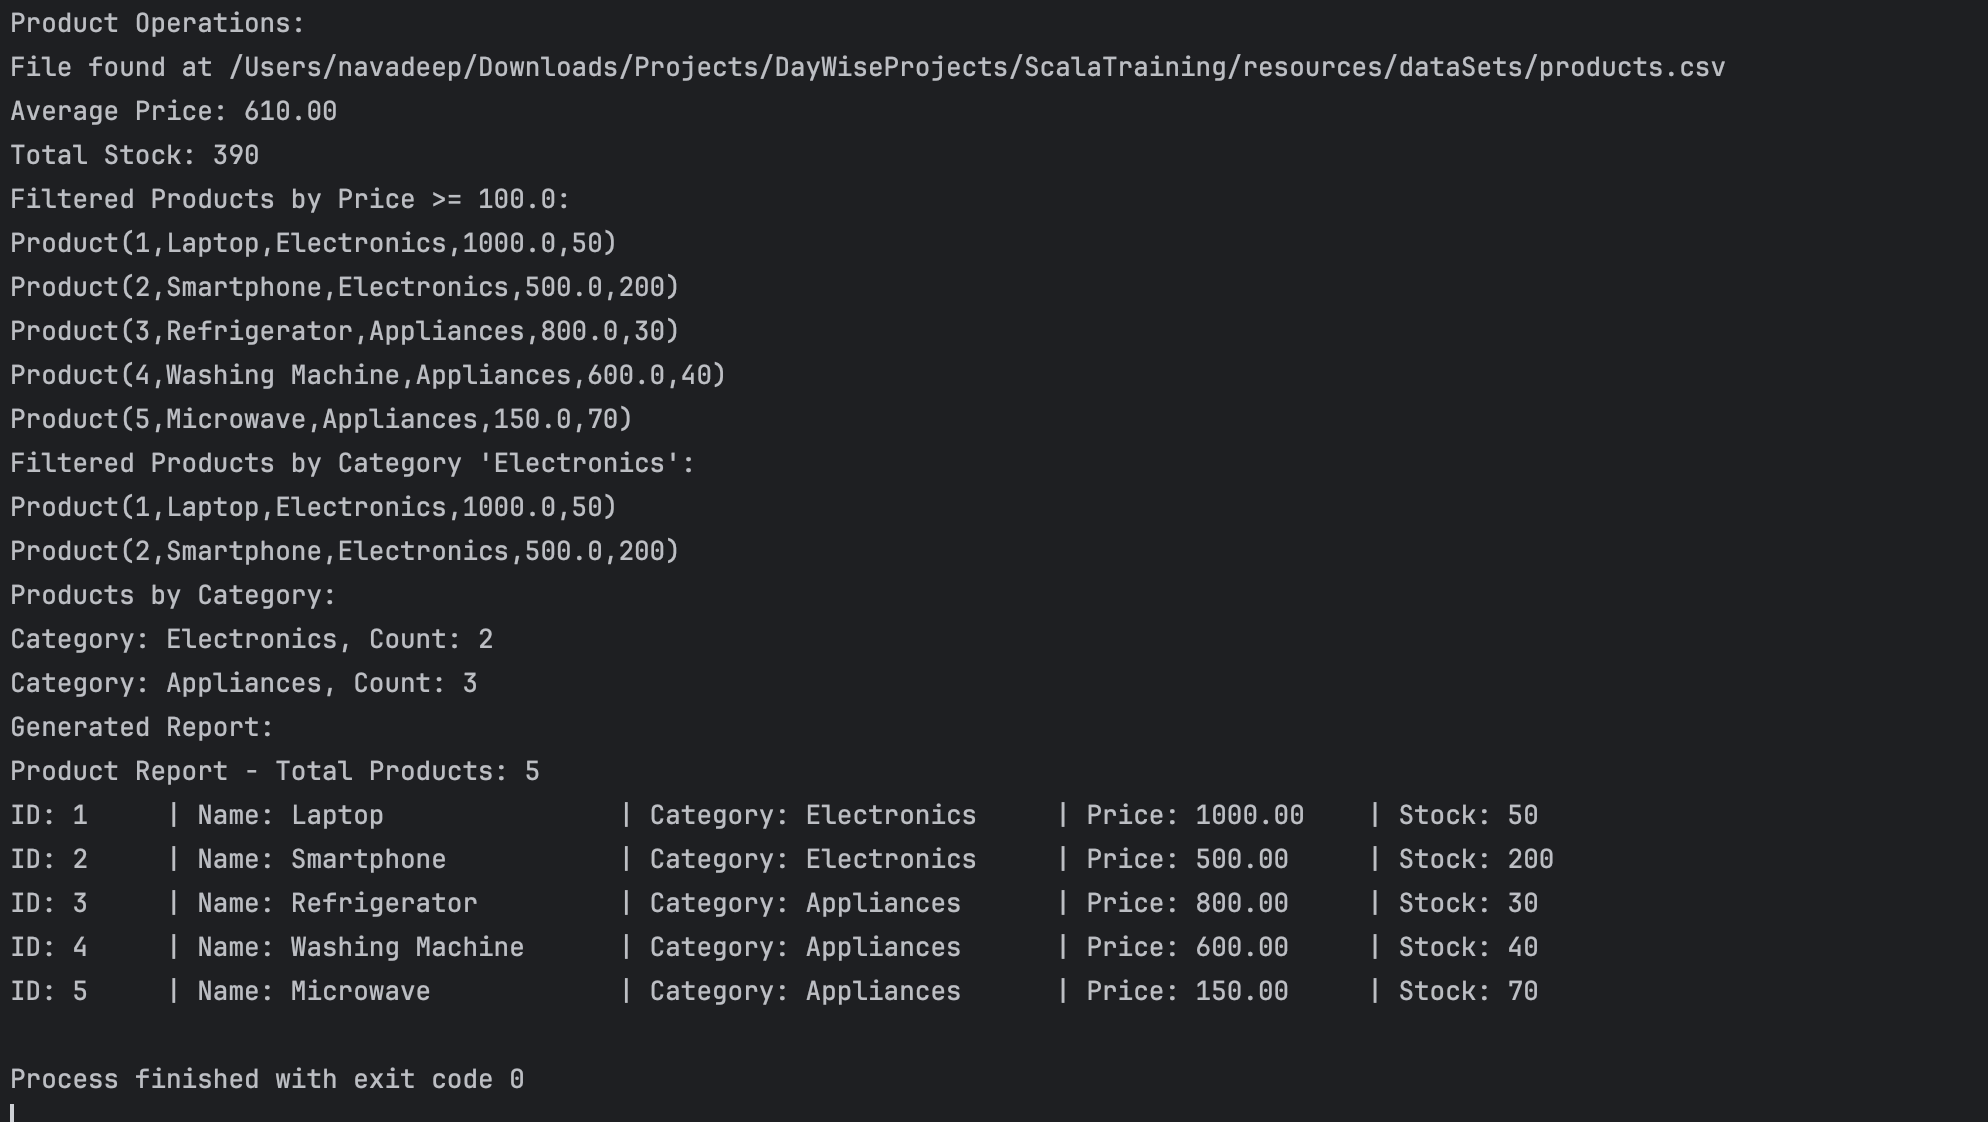 Product Operations:
File found at /Users/navadeep/Downloads/Projects/DayWiseProjects/ScalaTraining/resources/dataSets/products.csv
Average Price: 610.00
Total Stock: 390
Filtered Products by Price >= 100.0:
Product(1,Laptop,Electronics,1000.0,50)
Product(2,Smartphone,Electronics,500.0,200)
Product(3,Refrigerator,Appliances,800.0,30)
Product(4,Washing Machine,Appliances,600.0,40)
Product(5,Microwave,Appliances,150.0,70)
Filtered Products by Category 'Electronics':
Product(1,Laptop,Electronics,1000.0,50)
Product(2,Smartphone,Electronics,500.0,200)
Products by Category:
Category: Electronics, Count: 2
Category: Appliances, Count: 3
Generated Report:
Product Report - Total Products: 5
ID: 1     | Name: Laptop               | Category: Electronics     | Price: 1000.00    | Stock: 50
ID: 2     | Name: Smartphone           | Category: Electronics     | Price: 500.00     | Stock: 200
ID: 3     | Name: Refrigerator         | Category: Appliances      | Price: 800.00     | Stock: 30
ID: 4     | Name: Washing Machine      | Category: Appliances      | Price: 600.00     | Stock: 40
ID: 5     | Name: Microwave            | Category: Appliances      | Price: 150.00     | Stock: 70
Process finished with exit code 0